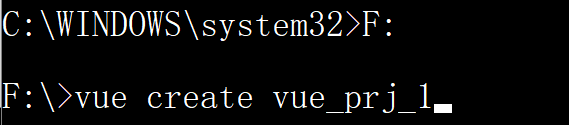 C:\WINDOWS\system32>F:
F:\>vue create vue_prj_1